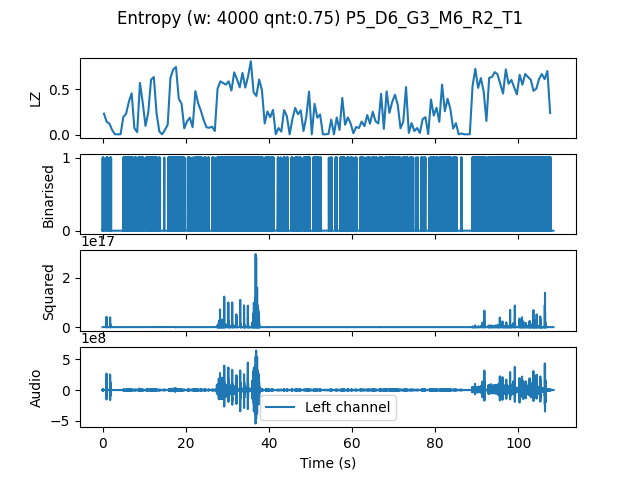 Entropy (w: 4000 qnt:0.75) P5_D6_G3_M6_R2_T1
LZ
0.5
0.0
Binarised
1
0
1e17
Squared
2
0
1e8
Audio
5
0
−5
Left channel
0 20 40 60 80 100
Time (s)